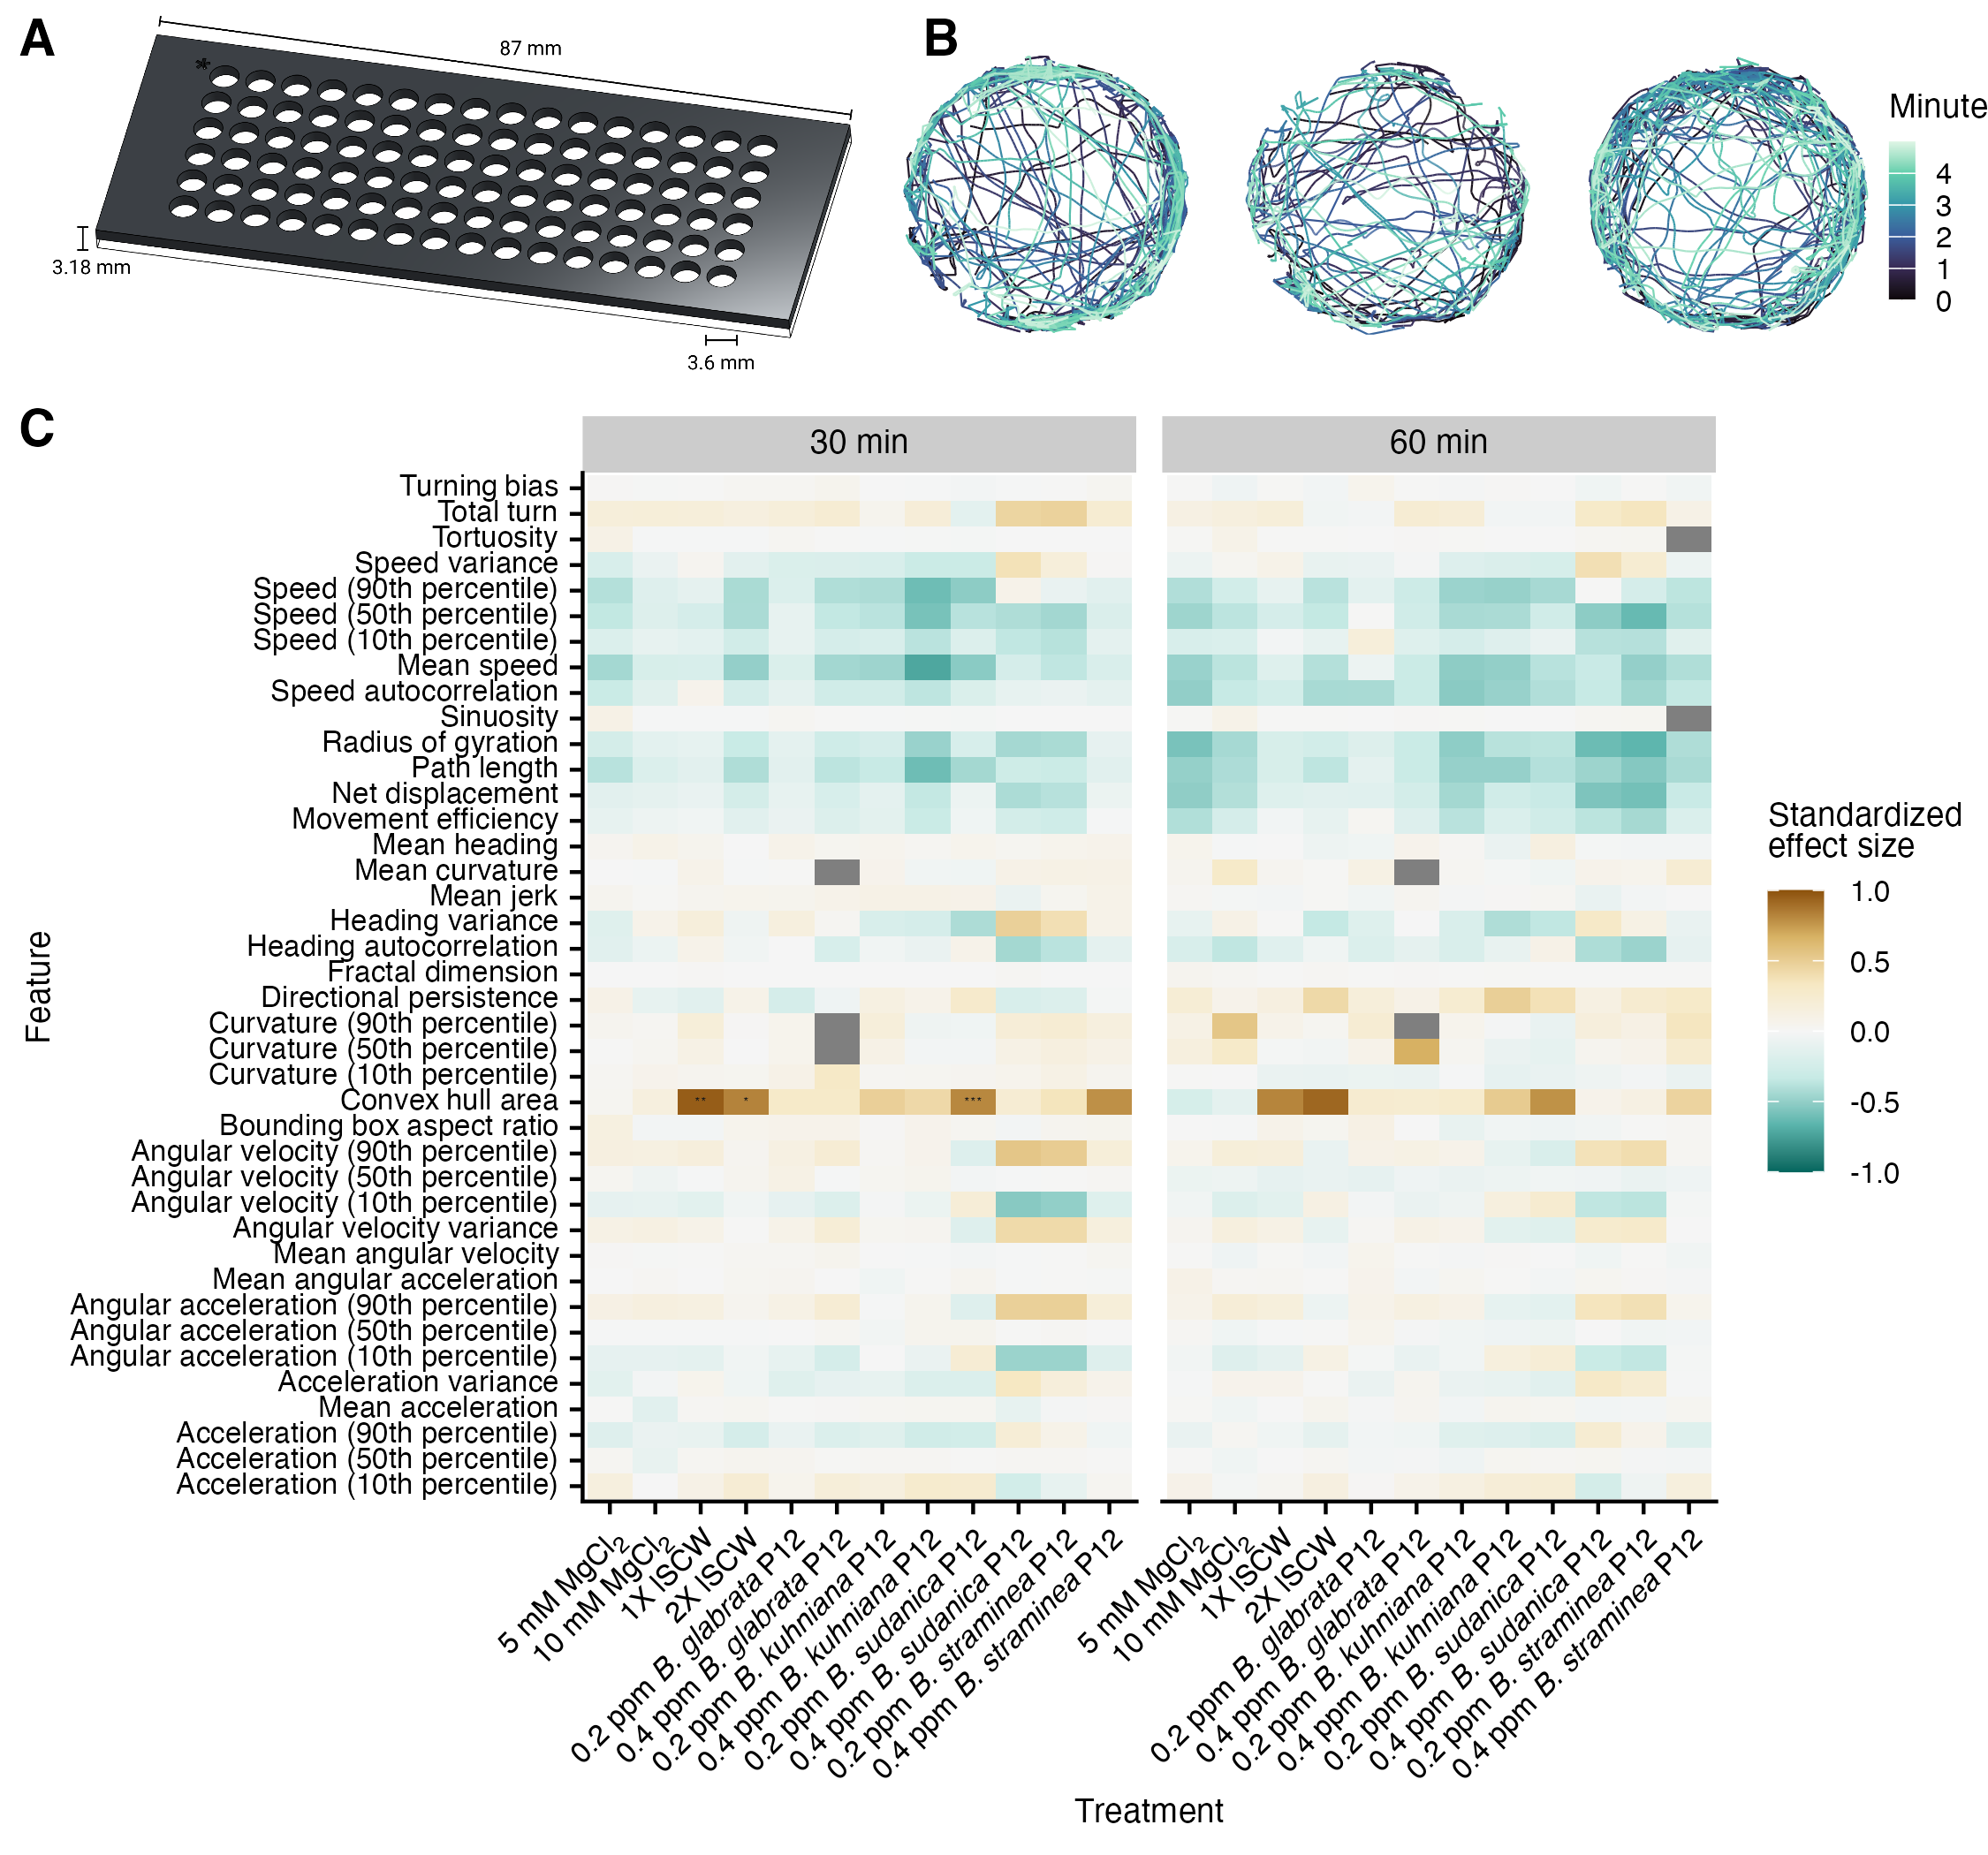 A
*
87 mm
3.18 mm
3.6 mm
B
Minute
4
3
2
1
0
C
30 min
60 min
Feature
Turning bias
Total turn
Tortuosity
Speed variance
Speed (90th percentile)
Speed (50th percentile)
Speed (10th percentile)
Mean speed
Speed autocorrelation
Sinuosity
Radius of gyration
Path length
Net displacement
Movement efficiency
Mean heading
Mean curvature
Mean jerk
Heading variance
Heading autocorrelation
Fractal dimension
Directional persistence
Curvature (90th percentile)
Curvature (50th percentile)
Curvature (10th percentile)
Convex hull area
** * ***
Bounding box aspect ratio
Angular velocity (90th percentile)
Angular velocity (50th percentile)
Angular velocity (10th percentile)
Angular velocity variance
Mean angular velocity
Mean angular acceleration
Angular acceleration (90th percentile)
Angular acceleration (50th percentile)
Angular acceleration (10th percentile)
Acceleration variance
Mean acceleration
Acceleration (90th percentile)
Acceleration (50th percentile)
Acceleration (10th percentile)
5 mM MgCl₂
10 mM MgCl₂
1X ISCW
2X ISCW
0.2 ppm B. glabrata P12
0.4 ppm B. glabrata P12
0.2 ppm B. kuhniana P12
0.4 ppm B. kuhniana P12
0.2 ppm B. sudanica P12
0.4 ppm B. sudanica P12
0.2 ppm B. straminea P12
0.4 ppm B. straminea P12
5 mM MgCl₂
10 mM MgCl₂
1X ISCW
2X ISCW
0.2 ppm B. glabrata P12
0.4 ppm B. glabrata P12
0.2 ppm B. kuhniana P12
0.4 ppm B. kuhniana P12
0.2 ppm B. sudanica P12
0.4 ppm B. sudanica P12
0.2 ppm B. straminea P12
0.4 ppm B. straminea P12
Treatment
Standardized
effect size
1.0
0.5
0.0
-0.5
-1.0